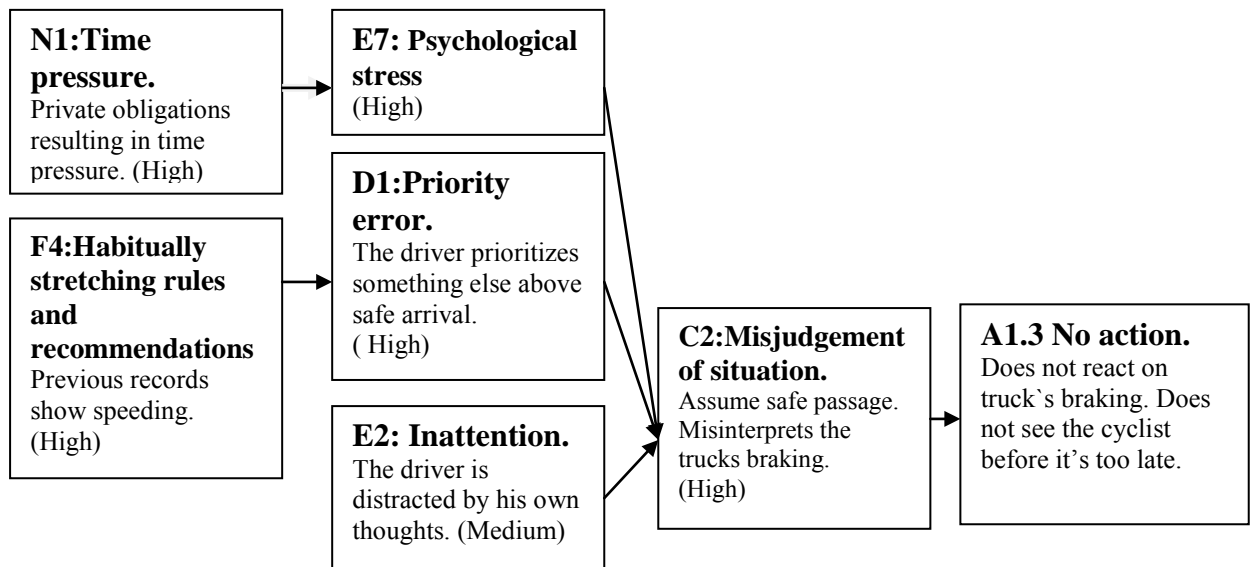 N1:Time
pressure.
Private obligations
resulting in time
pressure. (High)
F4:Habitually
stretching rules
and
recommendations
Previous records
show speeding.
(High)
E7: Psychological
stress
(High)
D1:Priority
error.
The driver prioritizes
something else above
safe arrival.
( High)
E2: Inattention.
The driver is
distracted by his own
thoughts. (Medium)
C2:Misjudgement
of situation.
Assume safe passage.
Misinterprets the
trucks braking.
(High)
A1.3 No action.
Does not react on
truck`s braking. Does
not see the cyclist
before it’s too late.